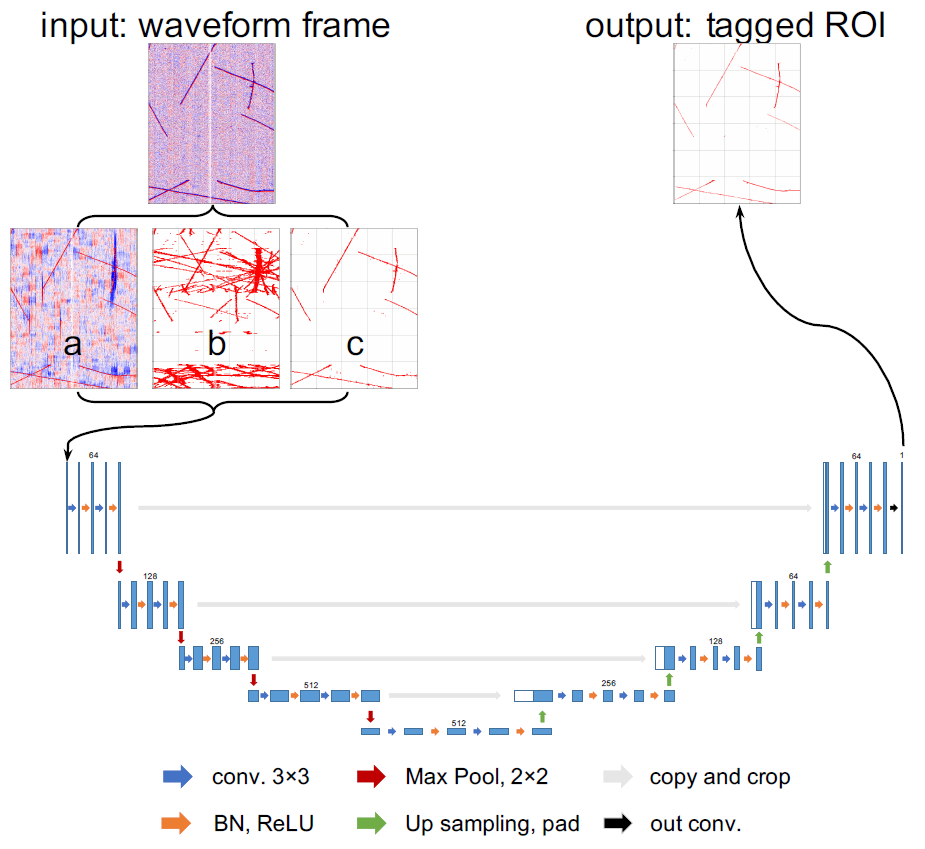 input: waveform frame
output: tagged ROI
a
b
c
64
64
1
128
64
256
128
512
256
512
conv. 3×3
Max Pool, 2×2
copy and crop
BN, ReLU
Up sampling, pad
out conv.